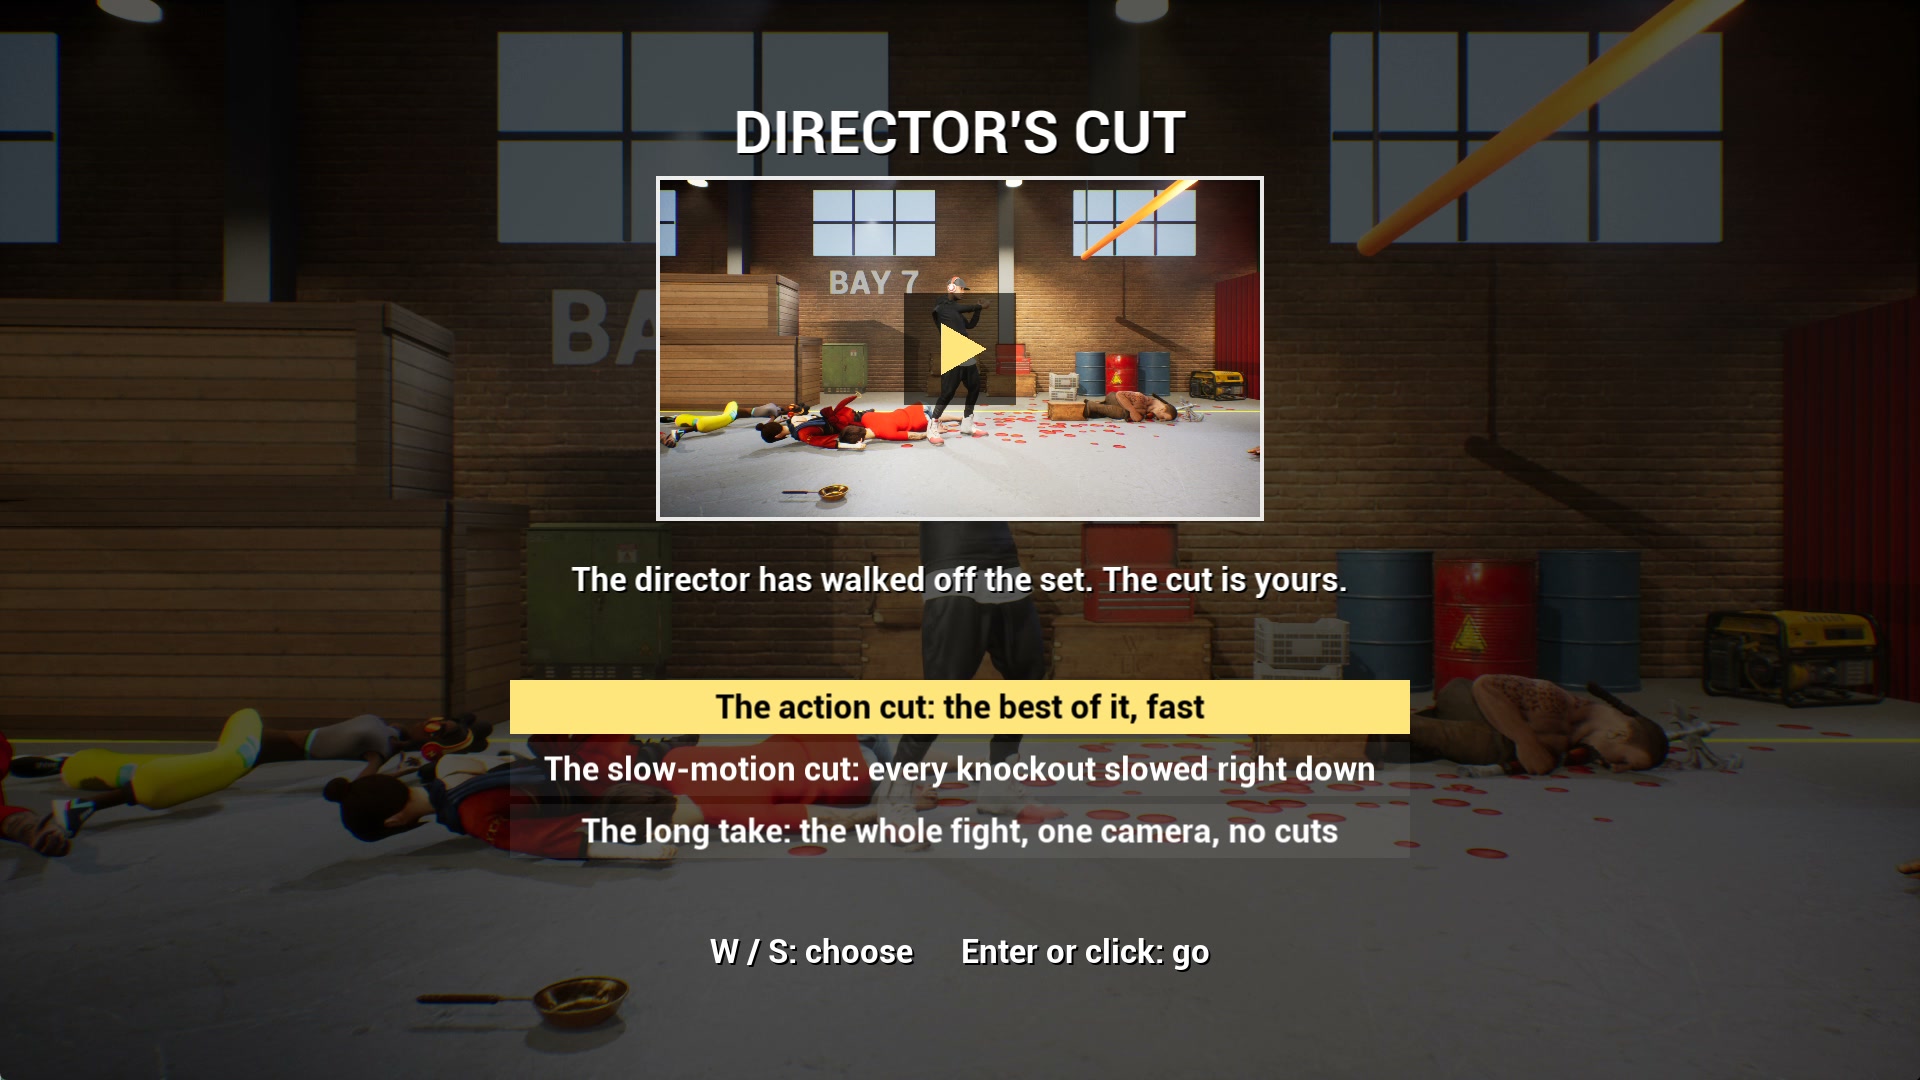 DIRECTOR'S CUT
BAY 7
The director has walked off the set. The cut is yours.
The action cut: the best of it, fast
The slow-motion cut: every knockout slowed right down
The long take: the whole fight, one camera, no cuts
W / S: choose Enter or click: go